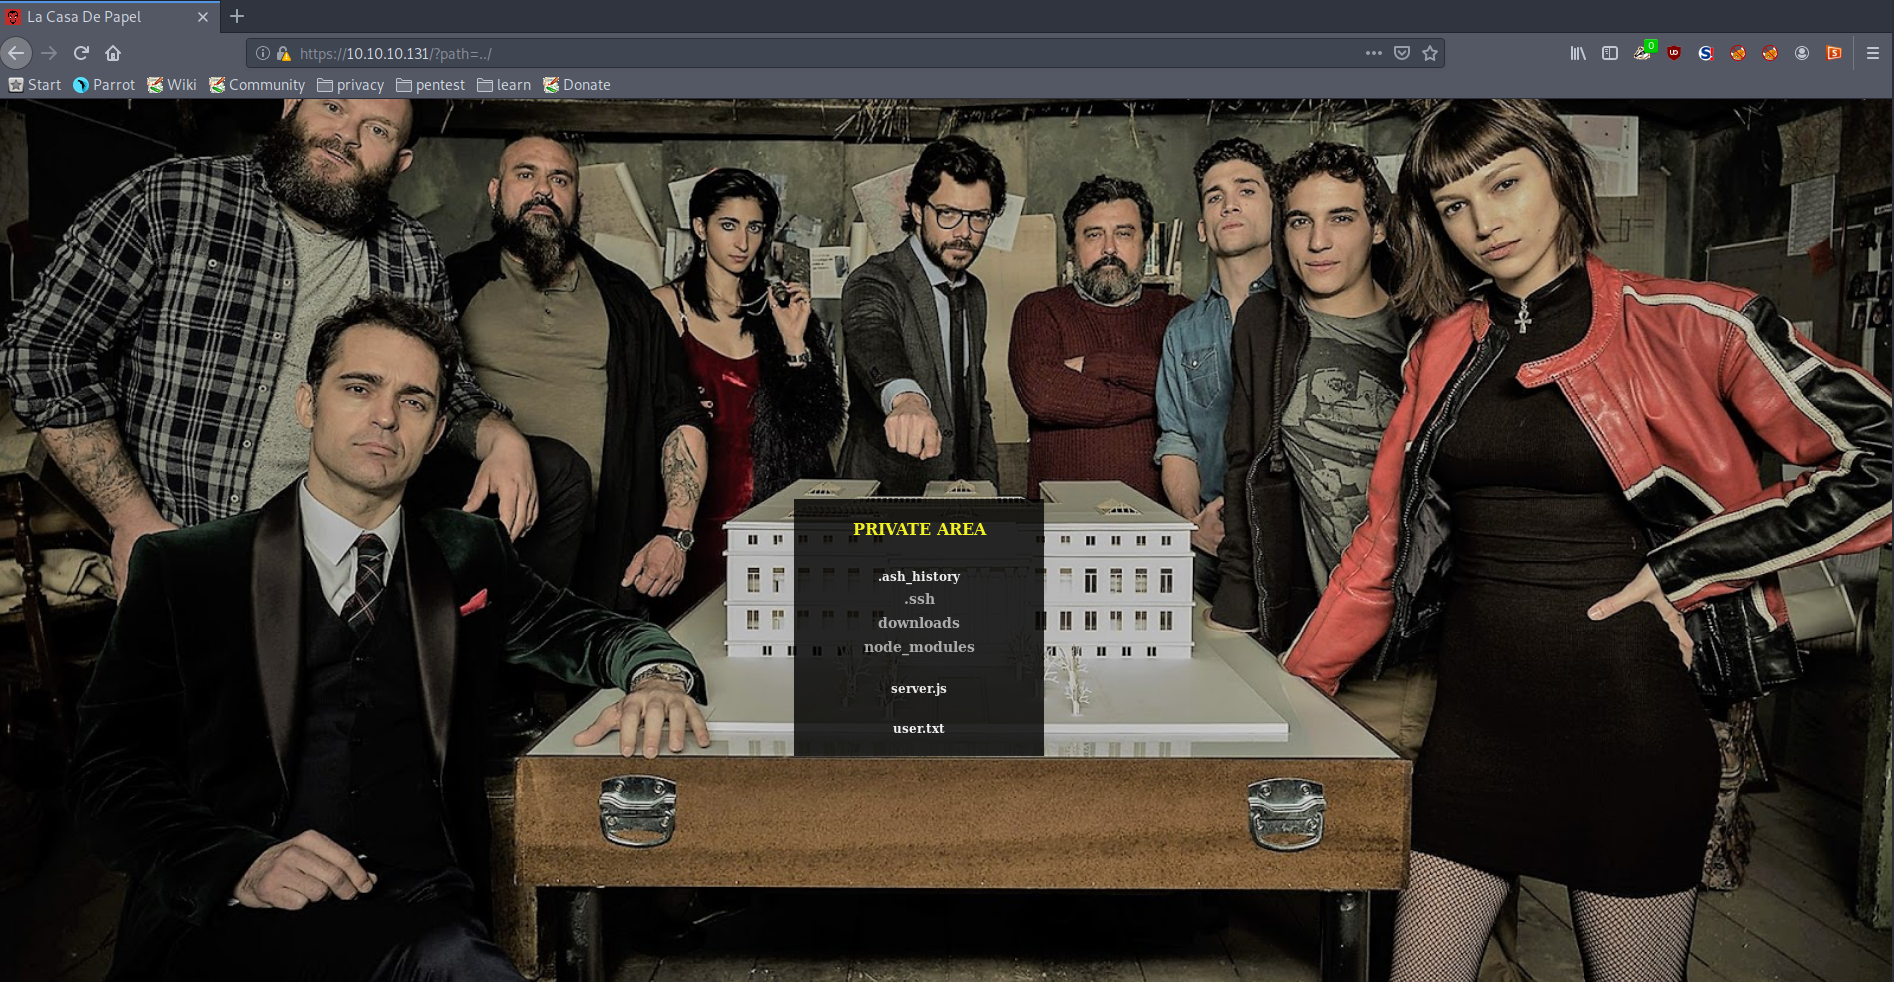 La Casa De Papel
https://10.10.10.131/?path=../
0
Start Parrot Wiki Community privacy pentest learn Donate
PRIVATE AREA
.ash_history
.ssh
downloads
node_modules
server.js
user.txt